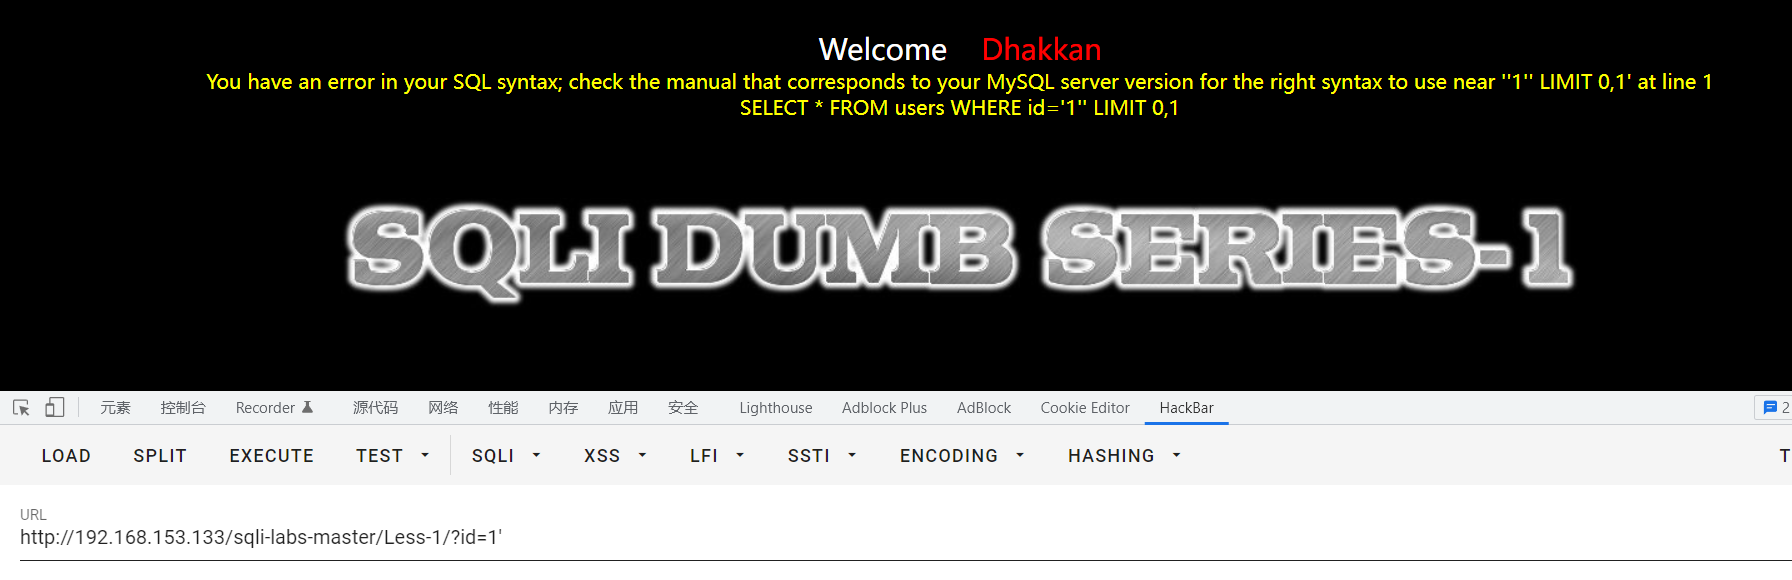 Welcome Dhakkan
You have an error in your SQL syntax; check the manual that corresponds to your MySQL server version for the right syntax to use near ''1'' LIMIT 0,1' at line 1
SELECT * FROM users WHERE id='1'' LIMIT 0,1
SQLI DUMB SERIES-1
元素 控制台 Recorder 源代码 网络 性能 内存 应用 安全 Lighthouse Adblock Plus AdBlock Cookie Editor HackBar 2
LOAD SPLIT EXECUTE TEST SQLI XSS LFI SSTI ENCODING HASHING T
URL
http://192.168.153.133/sqli-labs-master/Less-1/?id=1'